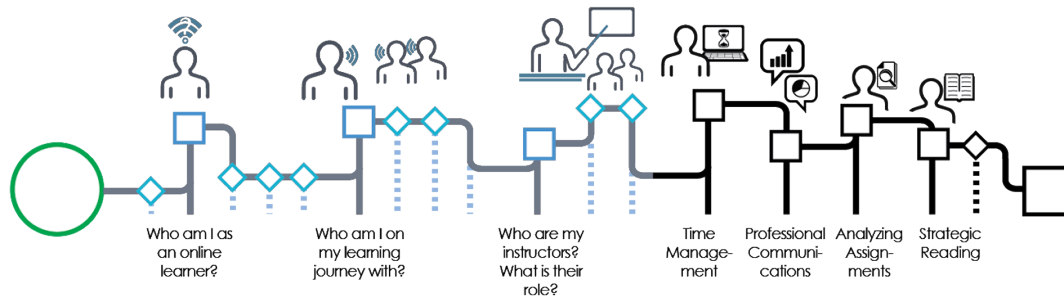 Who am I as
an online
learner?
Who am I on
my learning
journey with?
Who are my
instructors?
What is their
role?
Time
Manage-
ment
Professional
Communi-
cations
Analyzing
Assign-
ments
Strategic
Reading